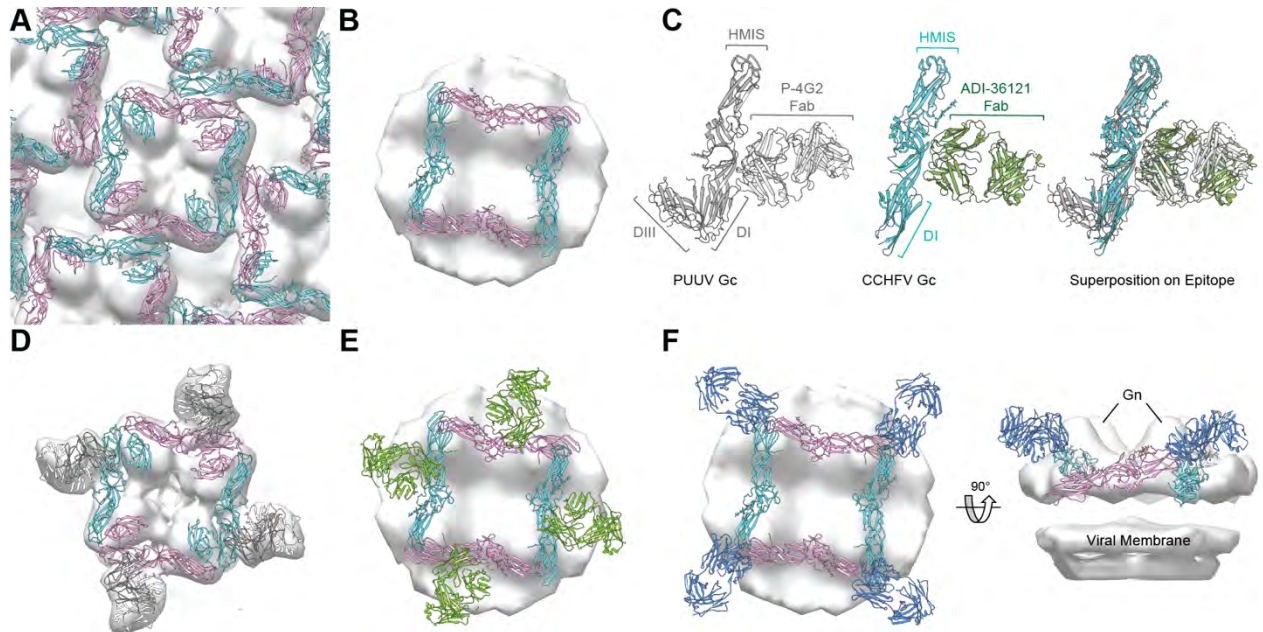 A
B
C
HMIS
P-4G2
Fab
DIII
DI
PUUV Gc
HMIS
ADI-36121
Fab
DI
CCHFV Gc
Superposition on Epitope
D
E
F
Gn
90°
Viral Membrane